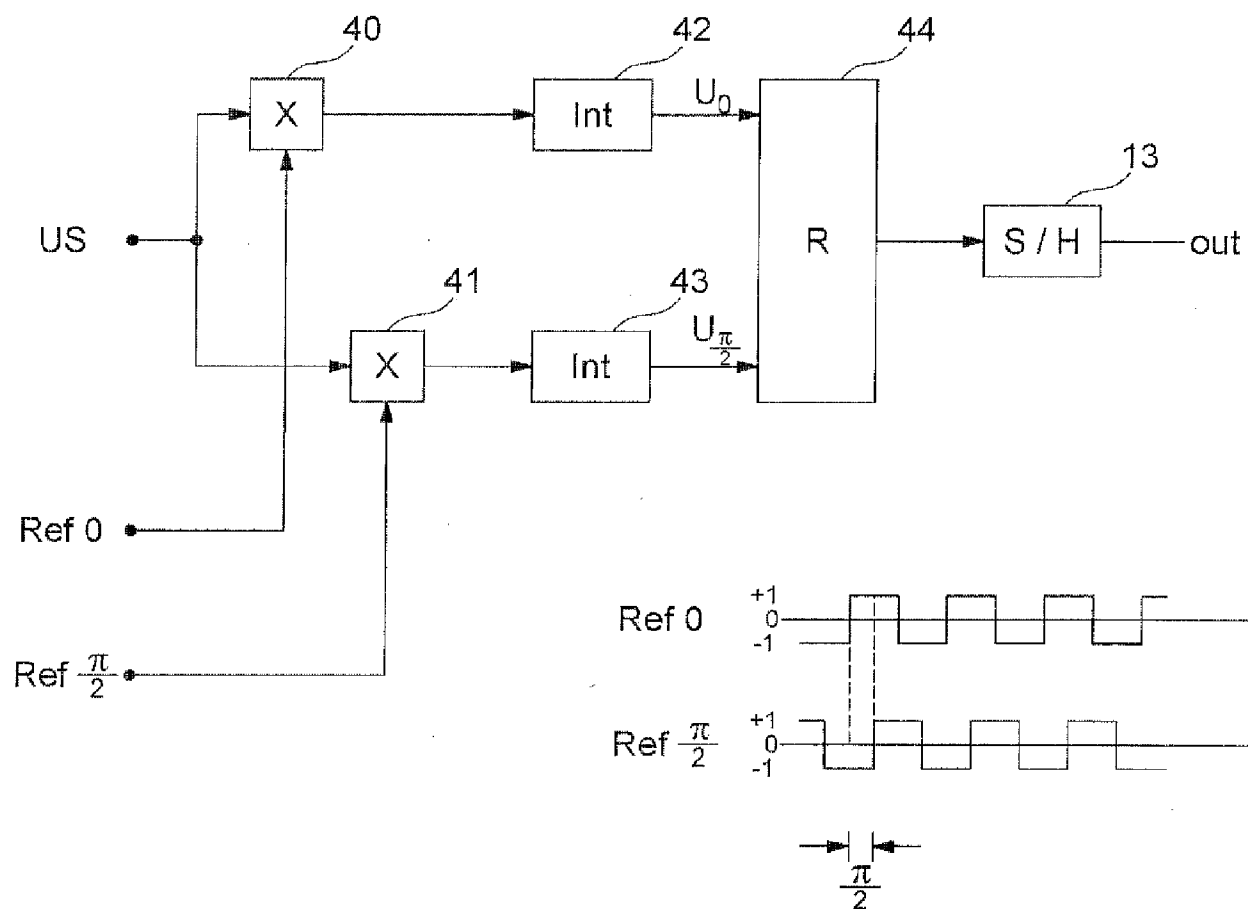 40
42
44
X
Int
U₀
13
US
R
S / H
out
41
43
X
Int
U π/2
Ref 0
Ref 0
+1
0
-1
Ref π/2
Ref π/2
+1
0
-1
π/2